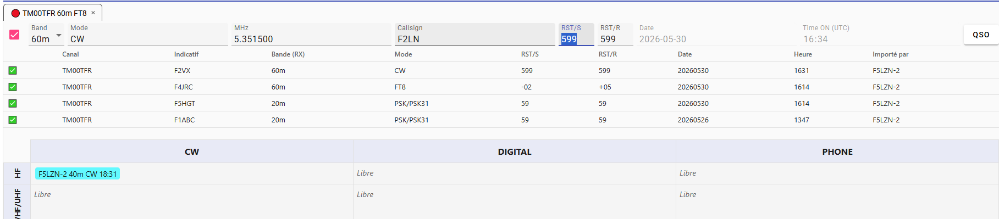 TM00TFR 60m FT8 ×
Band Mode MHz Callsign RST/S RST/R Date Time ON (UTC)
60m CW 5.351500 F2LN 599 599 2026-05-30 16:34 QSO
Canal Indicatif Bande (RX) Mode RST/S RST/R Date Heure Importé par
TM00TFR F2VX 60m CW 599 599 20260530 1631 F5LZN-2
TM00TFR F4JRC 60m FT8 -02 +05 20260530 1614 F5LZN-2
TM00TFR F5HGT 20m PSK/PSK31 59 59 20260530 1614 F5LZN-2
TM00TFR F1ABC 20m PSK/PSK31 59 59 20260526 1347 F5LZN-2
CW DIGITAL PHONE
HF F5LZN-2 40m CW 18:31 Libre Libre
VHF/UHF Libre Libre Libre